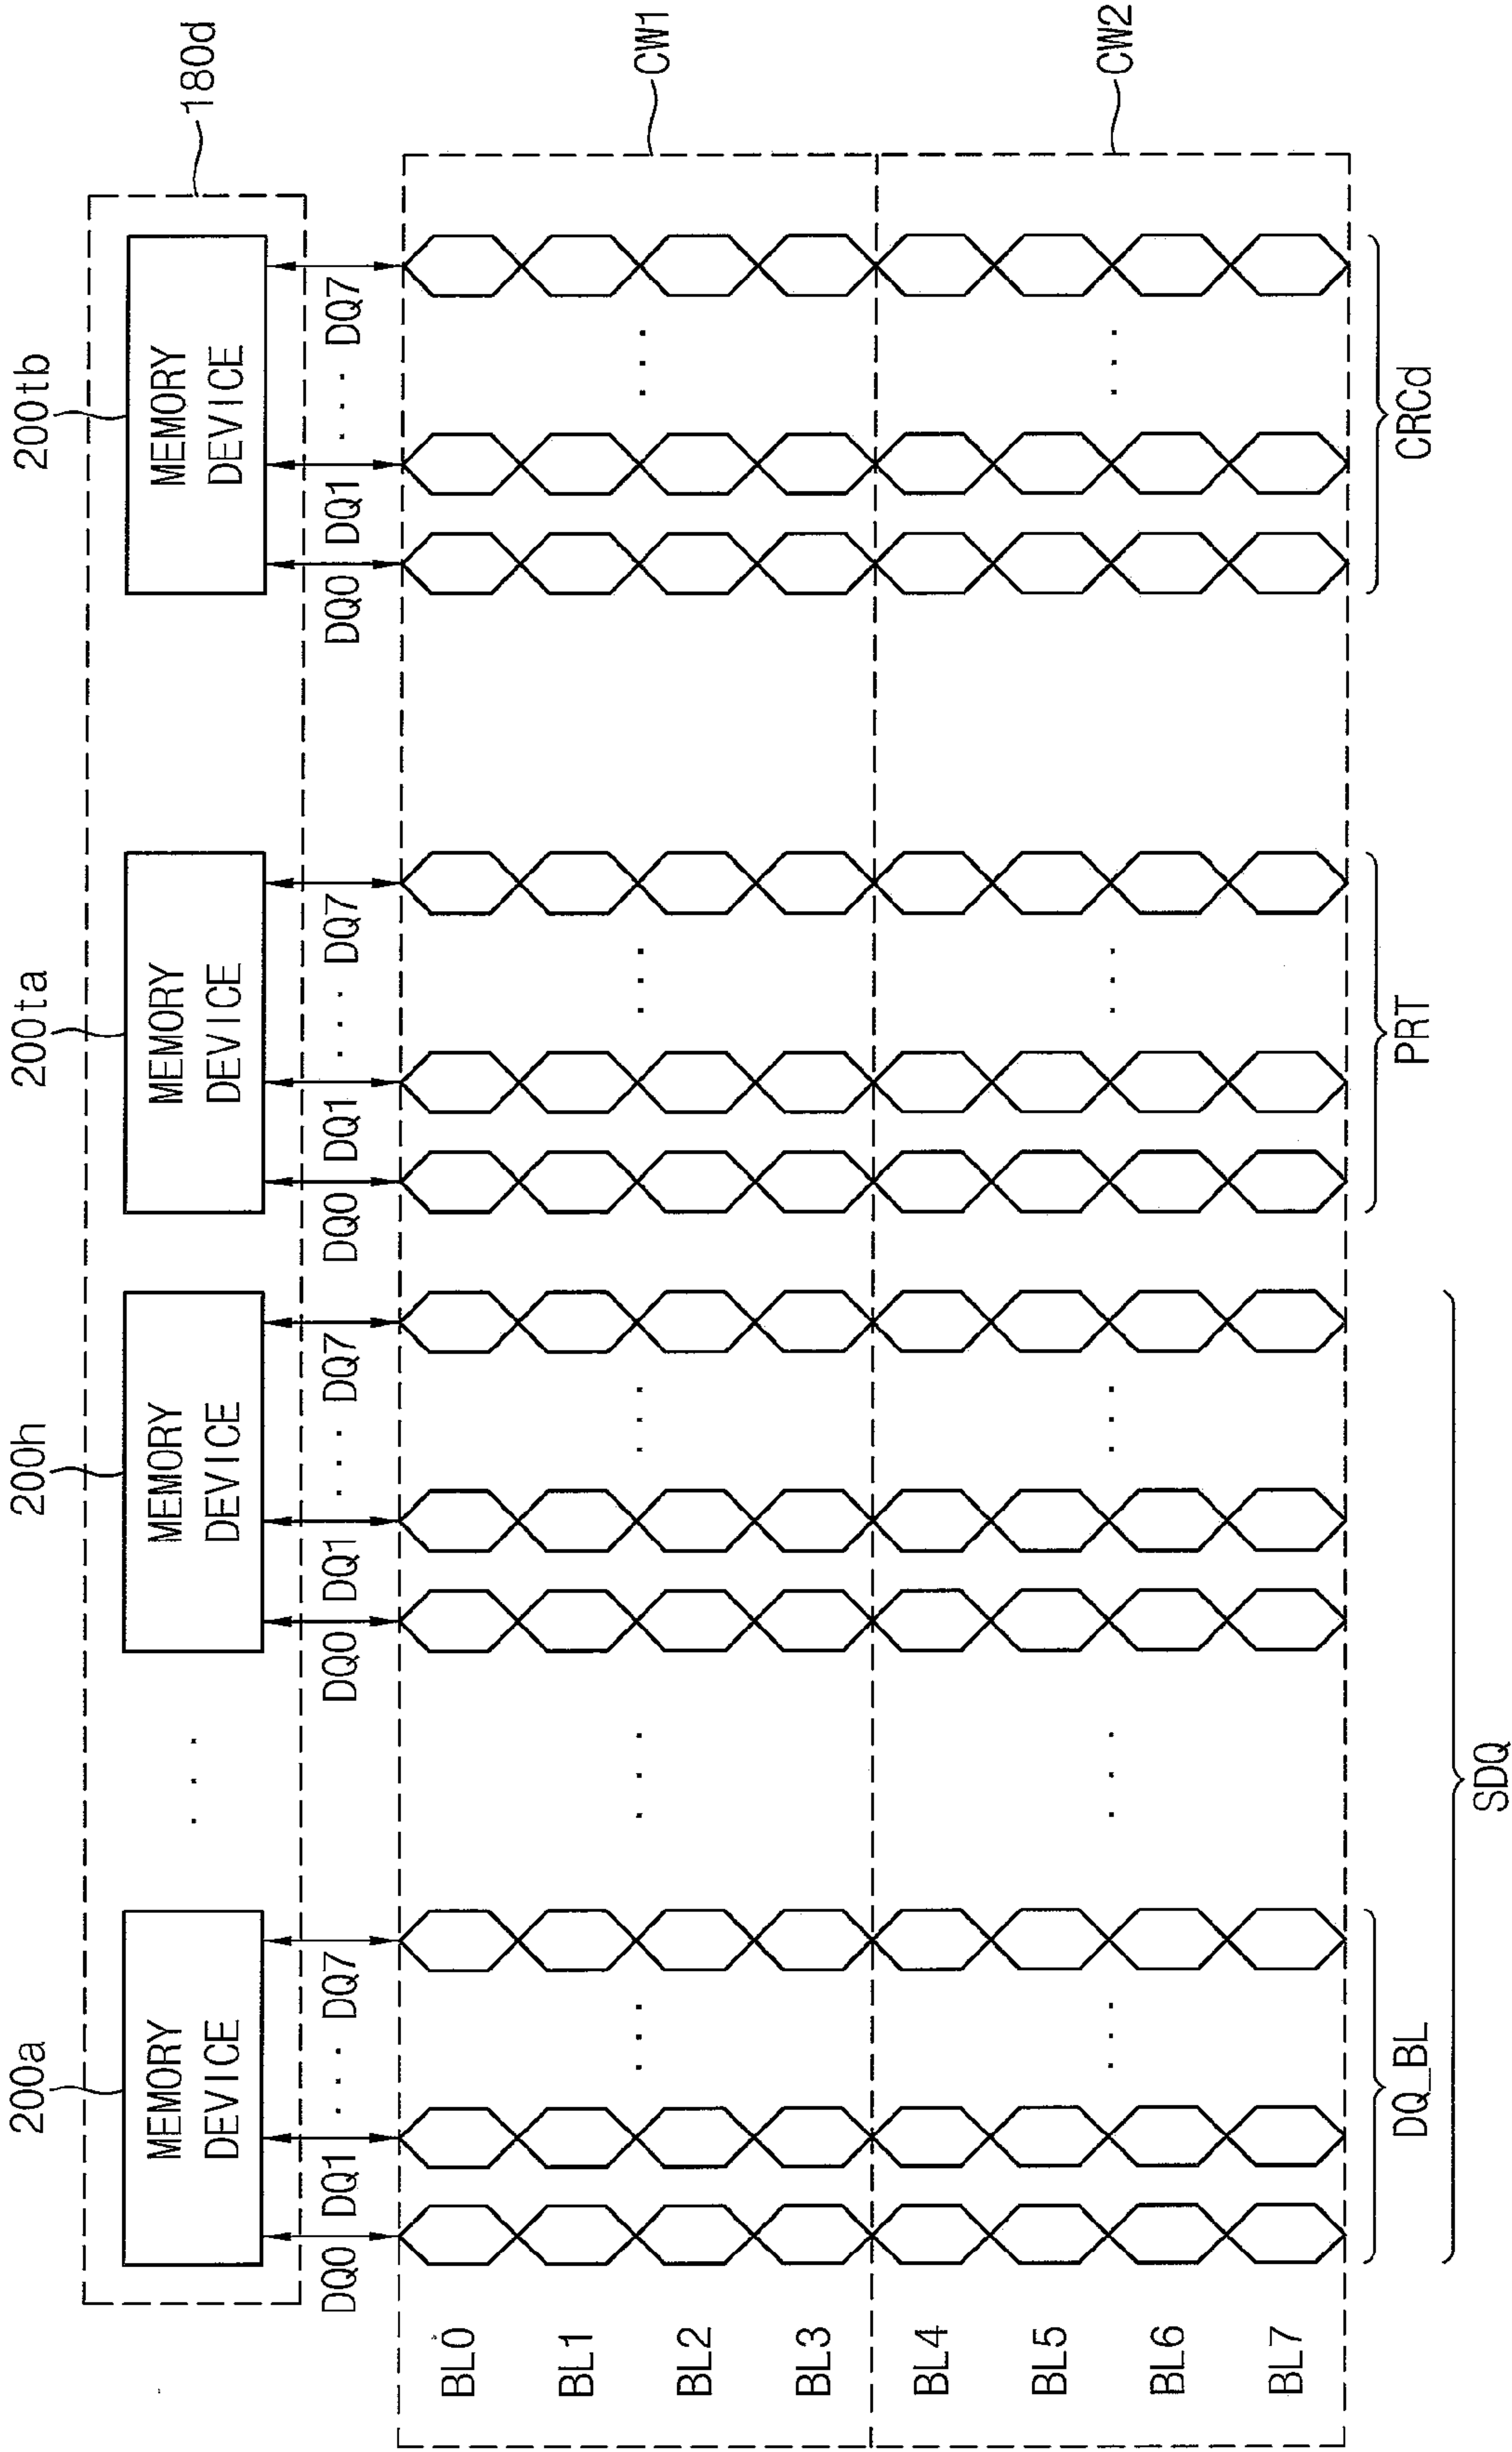 200a
200h
200ta
200tb
180d
MEMORY
DEVICE
. . .
MEMORY
DEVICE
MEMORY
DEVICE
MEMORY
DEVICE
DQ0 DQ1 . . . DQ7
DQ0 DQ1 . . . DQ7
DQ0 DQ1 . . . DQ7
DQ0 DQ1 . . . DQ7
BL0
BL1
BL2
BL3
CW1
BL4
BL5
BL6
BL7
CW2
DQ_BL
PRT
CRCd
SDQ